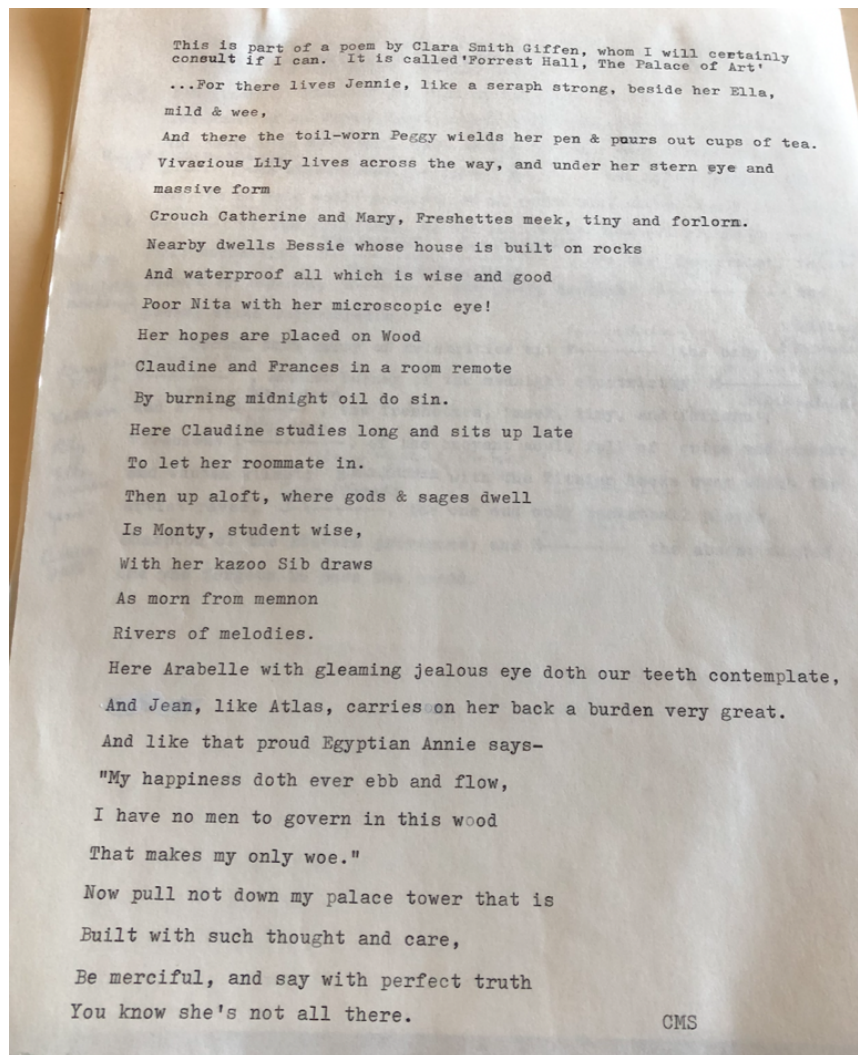 This is part of a poem by Clara Smith Giffen, whom I will certainly
consult if I can. It is called'Forrest Hall, The Palace of Art'
...For there lives Jennie, like a seraph strong, beside her Ella,
mild & wee,
And there the toil-worn Peggy wields her pen & pours out cups of tea.
Vivacious Lily lives across the way, and under her stern eye and
massive form
Crouch Catherine and Mary, Freshettes meek, tiny and forlorn.
Nearby dwells Bessie whose house is built on rocks
And waterproof all which is wise and good
Poor Nita with her microscopic eye!
Her hopes are placed on Wood
Claudine and Frances in a room remote
By burning midnight oil do sin.
Here Claudine studies long and sits up late
To let her roommate in.
Then up aloft, where gods & sages dwell
Is Monty, student wise,
With her kazoo Sib draws
As morn from memnon
Rivers of melodies.
Here Arabelle with gleaming jealous eye doth our teeth contemplate,
And Jean, like Atlas, carries on her back a burden very great.
And like that proud Egyptian Annie says-
"My happiness doth ever ebb and flow,
I have no men to govern in this wood
That makes my only woe."
Now pull not down my palace tower that is
Built with such thought and care,
Be merciful, and say with perfect truth
You know she's not all there.
CMS